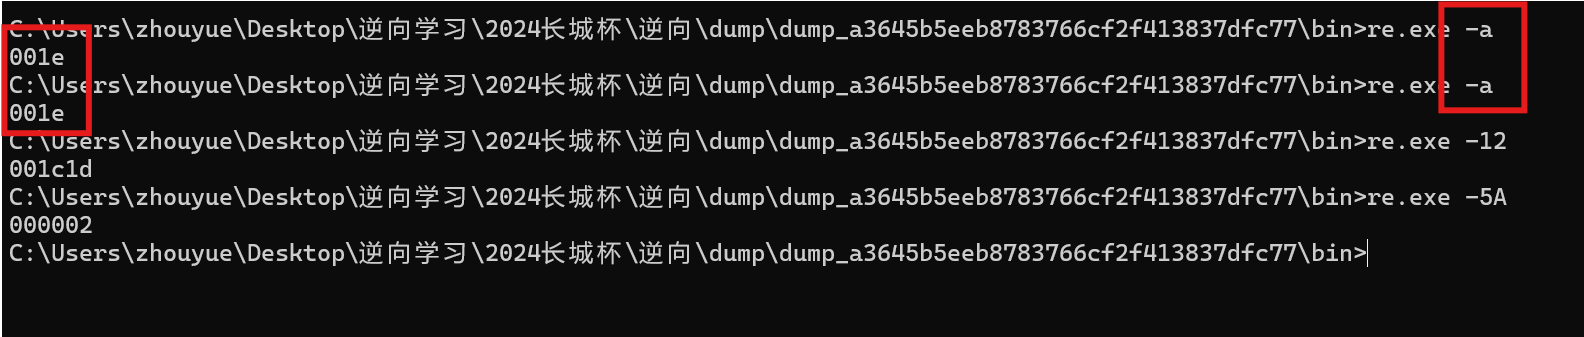 C:\Users\zhouyue\Desktop\逆向学习\2024长城杯\逆向\dump\dump_a3645b5eeb8783766cf2f413837dfc77\bin>re.exe -a
001e
C:\Users\zhouyue\Desktop\逆向学习\2024长城杯\逆向\dump\dump_a3645b5eeb8783766cf2f413837dfc77\bin>re.exe -a
001e
C:\Users\zhouyue\Desktop\逆向学习\2024长城杯\逆向\dump\dump_a3645b5eeb8783766cf2f413837dfc77\bin>re.exe -12
001c1d
C:\Users\zhouyue\Desktop\逆向学习\2024长城杯\逆向\dump\dump_a3645b5eeb8783766cf2f413837dfc77\bin>re.exe -5A
000002
C:\Users\zhouyue\Desktop\逆向学习\2024长城杯\逆向\dump\dump_a3645b5eeb8783766cf2f413837dfc77\bin>